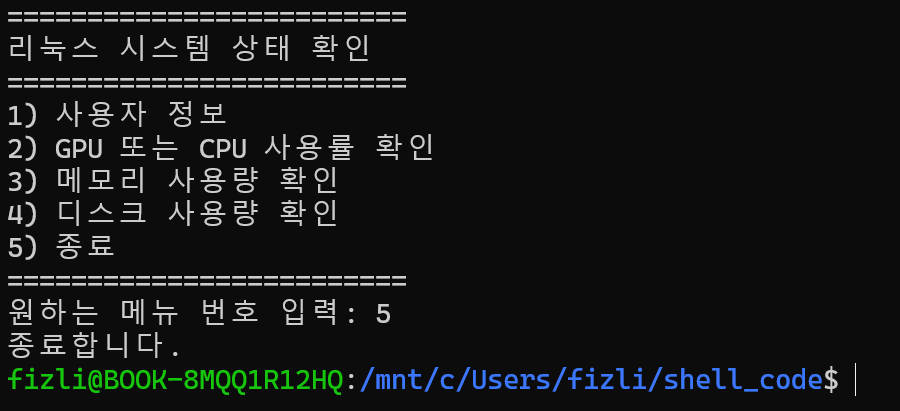 =========================
리눅스 시스템 상태 확인
=========================
1) 사용자 정보
2) GPU 또는 CPU 사용률 확인
3) 메모리 사용량 확인
4) 디스크 사용량 확인
5) 종료
=========================
원하는 메뉴 번호 입력: 5
종료합니다.
fizli@BOOK-8MQQ1R12HQ:/mnt/c/Users/fizli/shell_code$